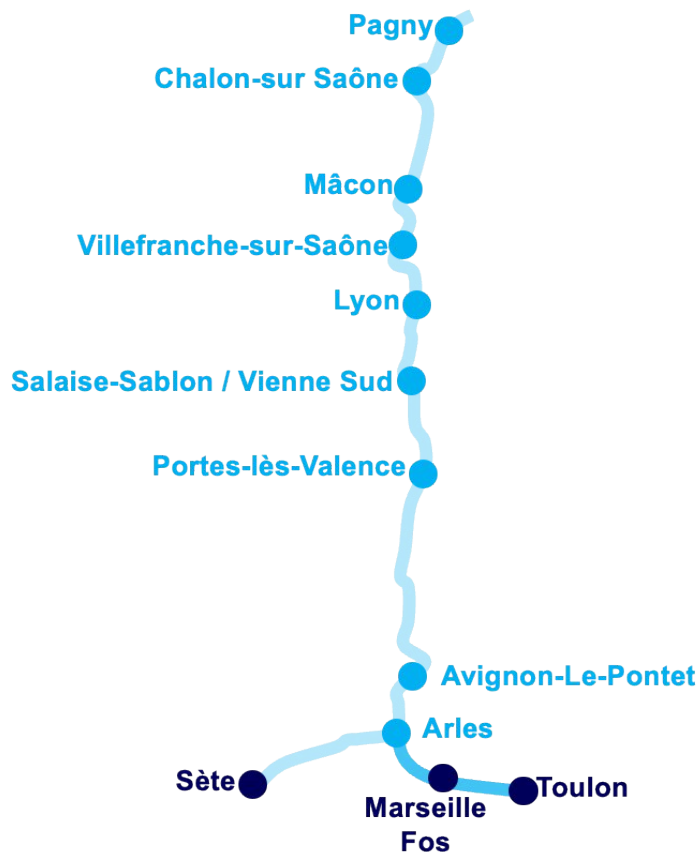 Pagny
Chalon-sur Saône
Mâcon
Villefranche-sur-Saône
Lyon
Salaise-Sablon / Vienne Sud
Portes-lès-Valence
Avignon-Le-Pontet
Arles
Sète
Marseille
Fos
Toulon